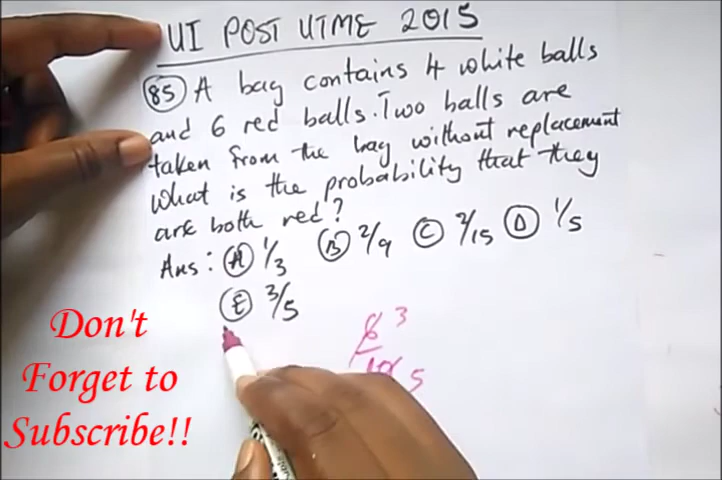 UI POST UTME 2015
85 A bag contains 4 white balls
and 6 red balls. Two balls are
taken from the bag without replacement
What is the probability that they
are both red?
Ans: A 1/3 B 2/9 C 2/15 D 1/5
E 3/5
6 3
10 5
Don't
Forget to
Subscribe!!